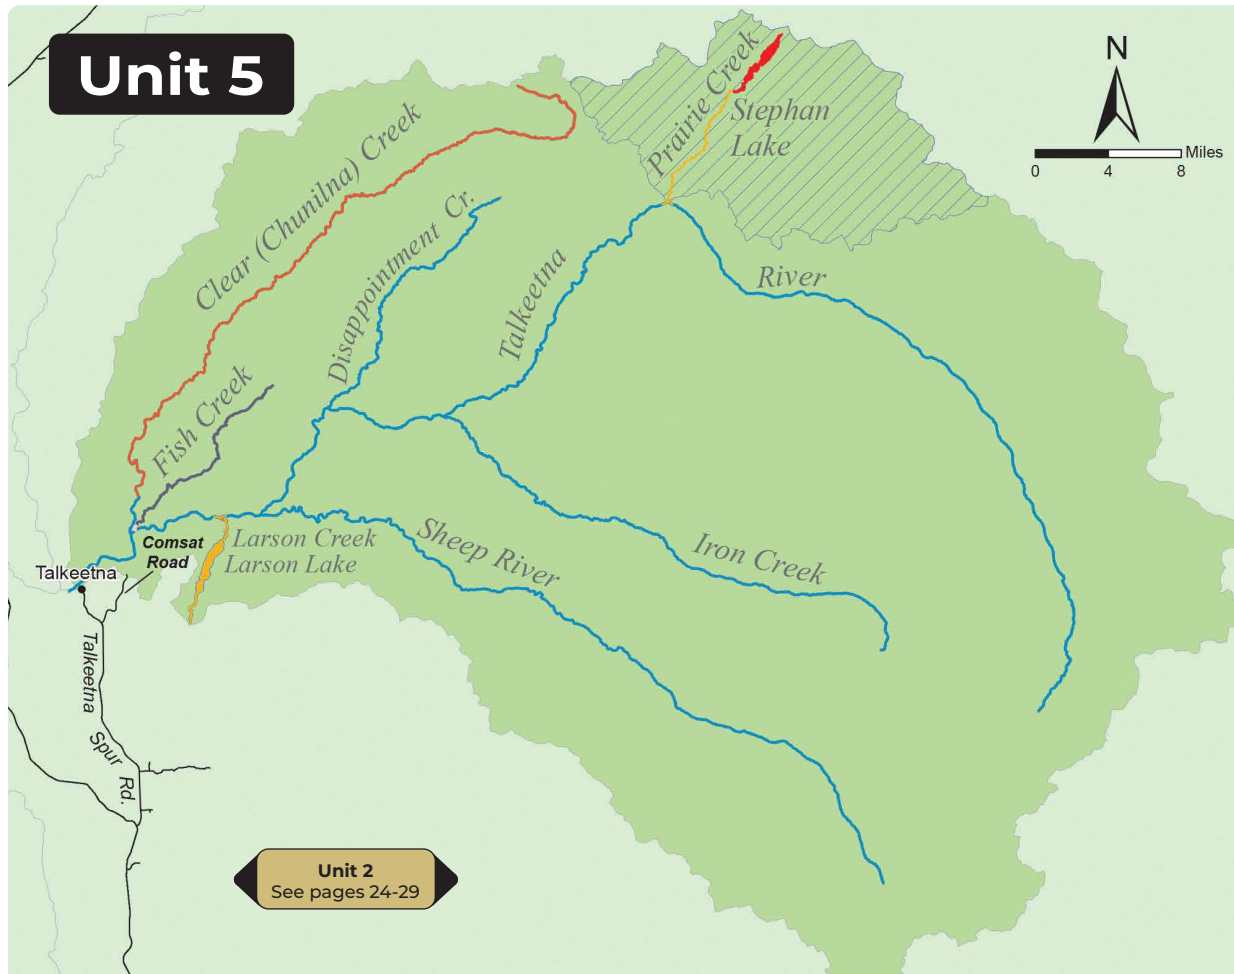 Unit 5
N
Miles
0 4 8
Prairie Creek
Stephan
Lake
Clear (Chunilna) Creek
Disappointment Cr.
Talkeetna
River
Fish Creek
Comsat
Road
Larson Creek
Larson Lake
Sheep River
Iron Creek
Talkeetna
Talkeetna
Spur
Rd.
Unit 2
See pages 24-29